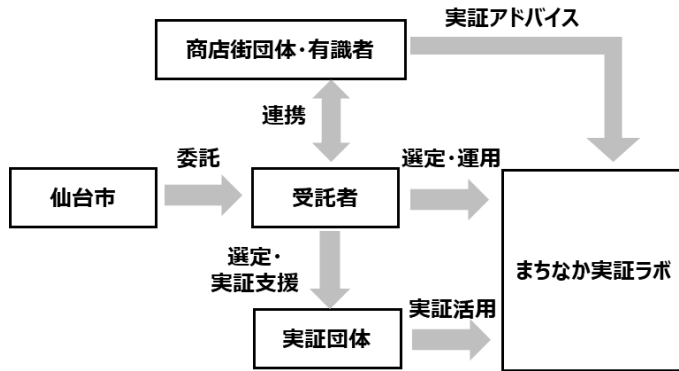 実証アドバイス
商店街団体・有識者
連携
委託
選定・運用
仙台市
受託者
まちなか実証ラボ
選定・
実証支援
実証活用
実証団体